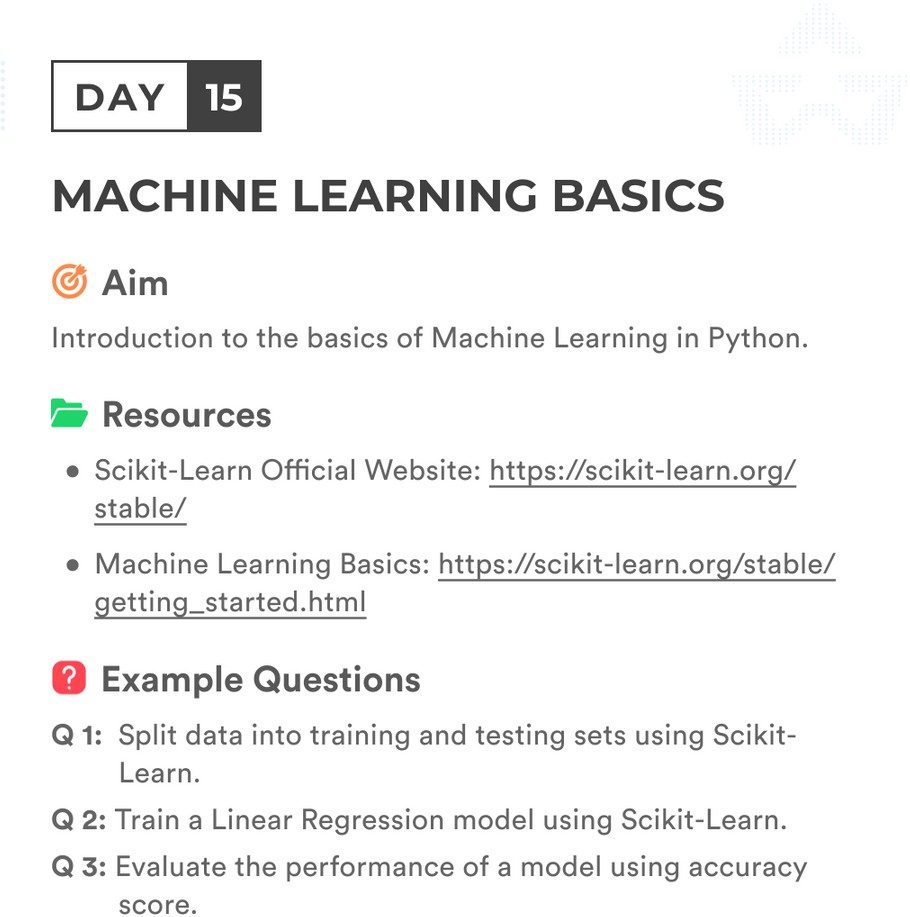 DAY 15
MACHINE LEARNING BASICS
Aim
Introduction to the basics of Machine Learning in Python.
Resources
• Scikit-Learn Official Website: https://scikit-learn.org/
stable/
• Machine Learning Basics: https://scikit-learn.org/stable/
getting_started.html
? Example Questions
Q 1: Split data into training and testing sets using Scikit-
Learn.
Q 2: Train a Linear Regression model using Scikit-Learn.
Q 3: Evaluate the performance of a model using accuracy
score.